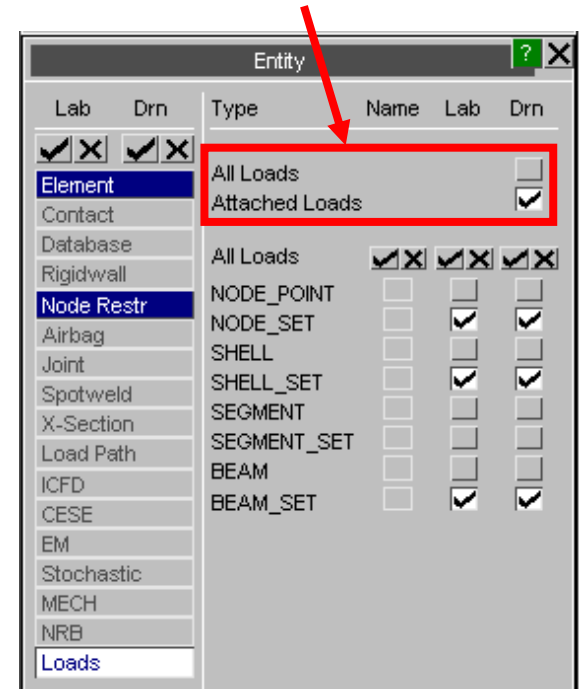 Entity ?
Lab Drn
Element
Contact
Database
Rigidwall
Node Restr
Airbag
Joint
Spotweld
X-Section
Load Path
ICFD
CESE
EM
Stochastic
MECH
NRB
Loads
Type Name Lab Drn
All Loads
Attached Loads
All Loads
NODE_POINT
NODE_SET
SHELL
SHELL_SET
SEGMENT
SEGMENT_SET
BEAM
BEAM_SET